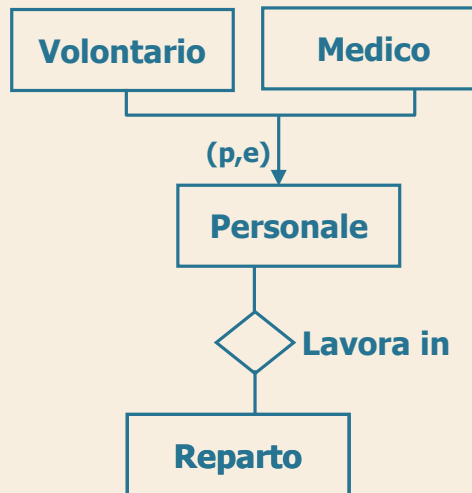 Volontario
Medico
(p,e)
Personale
Lavora in
Reparto